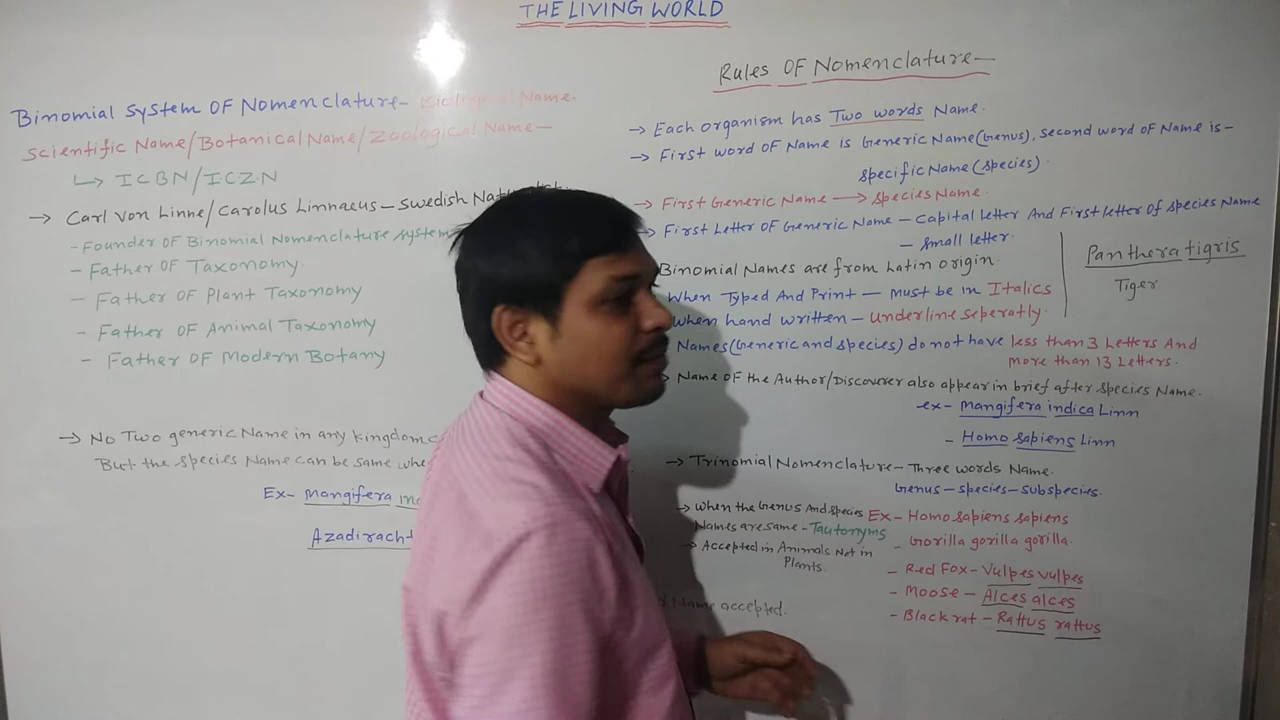 THE LIVING WORLD
Binomial System OF Nomenclature- Biological Name.
Scientific Name/Botanical Name/Zoological Name-
↳ ICBN/ICZN
→ Carl Von Linne/Carolus Linnaeus - Swedish
- Founder OF Binomial Nomenclature system
- Father OF Taxonomy
- Father OF Plant Taxonomy
- Father OF Animal Taxonomy
- Father OF Modern Botany
→ No Two generic Name in any kingdom
But the species Name can be same
Ex- Mangifera
Rules OF Nomenclature-
→ Each organism has Two words Name.
→ First word OF Name is Generic Name(Genus), second word OF Name is-
specific Name (species)
→ First Generic Name → species Name.
→ First Letter OF Generic Name - Capital letter And First letter Of species Name
- small letter.
Binomial Names are from Latin origin.
When Typed And Print - must be in Italics
when hand written - underline seperatly.
Panthera tigris
Tiger
Names(Generic and species) do not have less than 3 Letters And
more than 13 Letters.
Name OF the Author/Discoverer also appear in brief after species Name.
ex- Mangifera indica Linn
- Homo sapiens Linn
→ Trinomial Nomenclature - Three words Name.
Genus - species - subspecies.
Ex- Homo sapiens sapiens
- Gorilla gorilla gorilla.
→ when the Genus And species
Names are same - Tautonyms
→ Accepted in Animals Not in
Plants.
- Red Fox - Vulpes vulpes
- Moose - Alces alces
- Black rat - Rattus rattus
Name accepted.